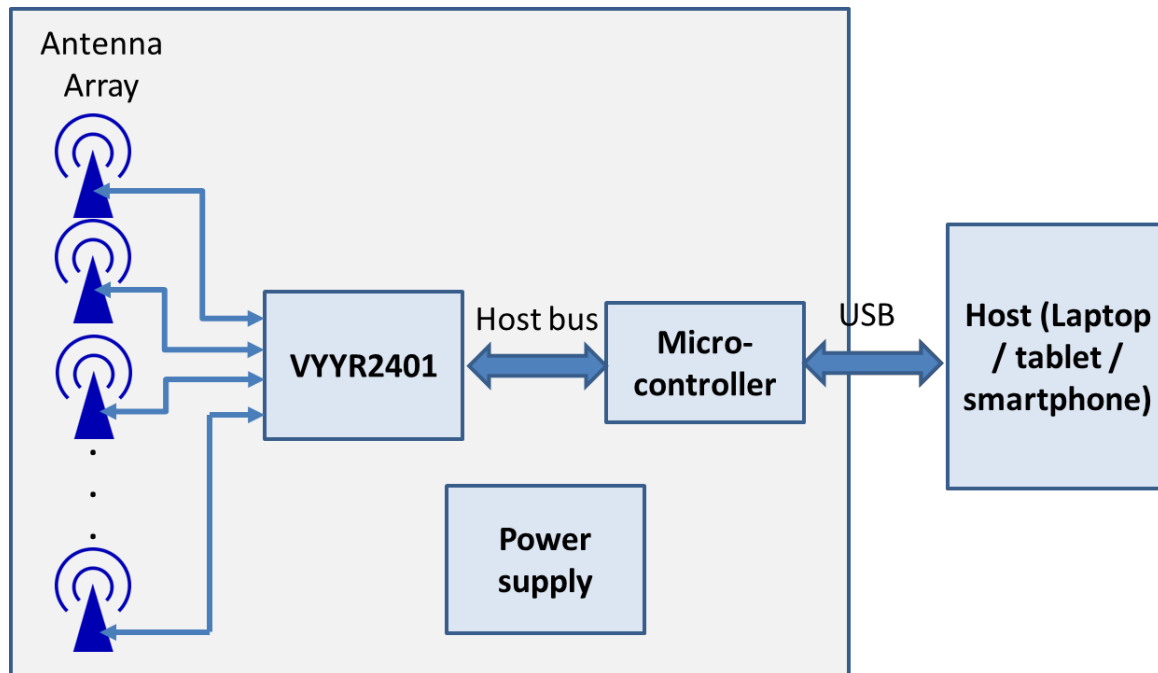 Antenna
Array
VYYR2401
Host bus
Micro-
controller
USB
Host (Laptop
/ tablet /
smartphone)
Power
supply